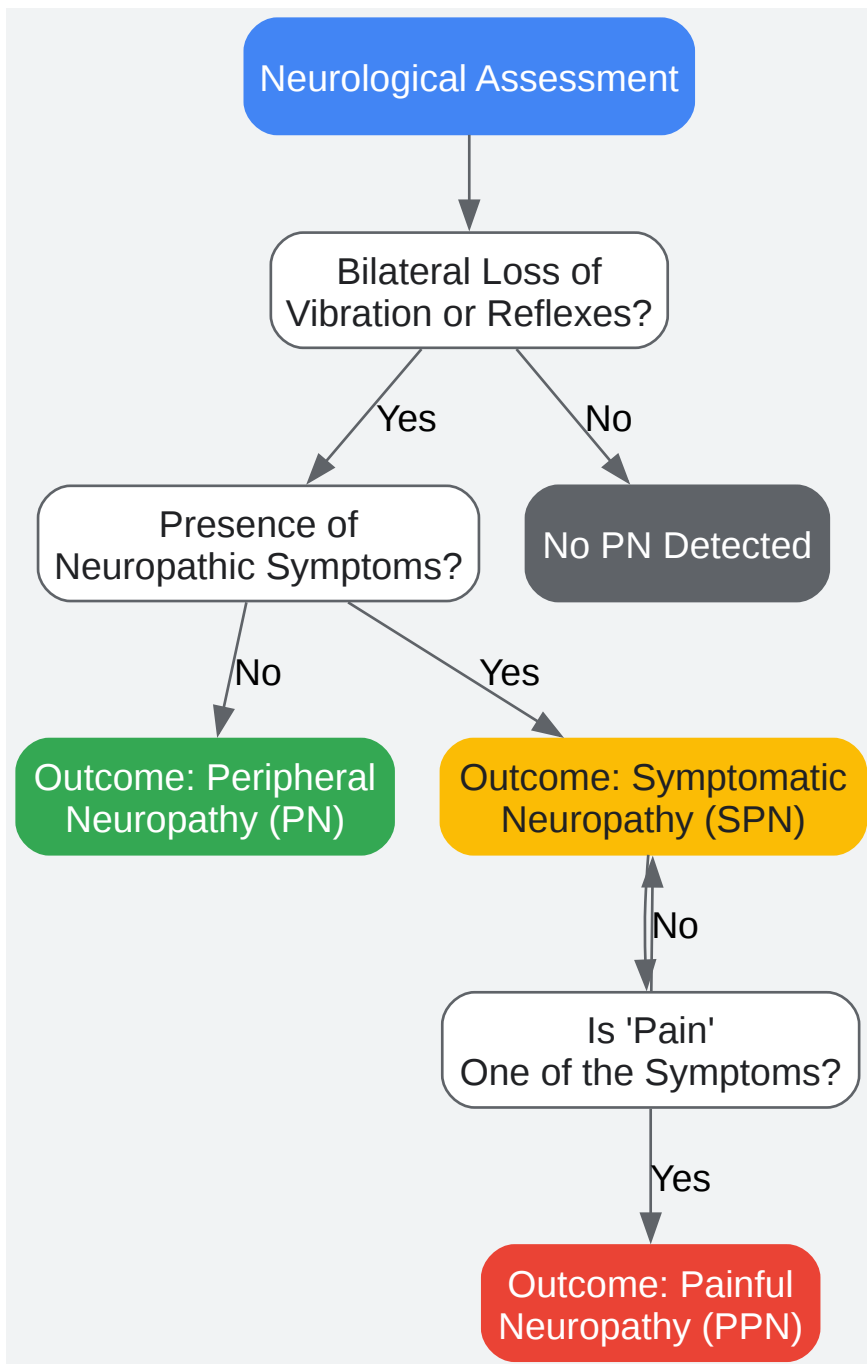 Neurological Assessment
Bilateral Loss of
Vibration or Reflexes?
Yes
No
Presence of
Neuropathic Symptoms?
No PN Detected
No
Yes
Outcome: Peripheral
Neuropathy (PN)
Outcome: Symptomatic
Neuropathy (SPN)
No
Is 'Pain'
One of the Symptoms?
Yes
Outcome: Painful
Neuropathy (PPN)